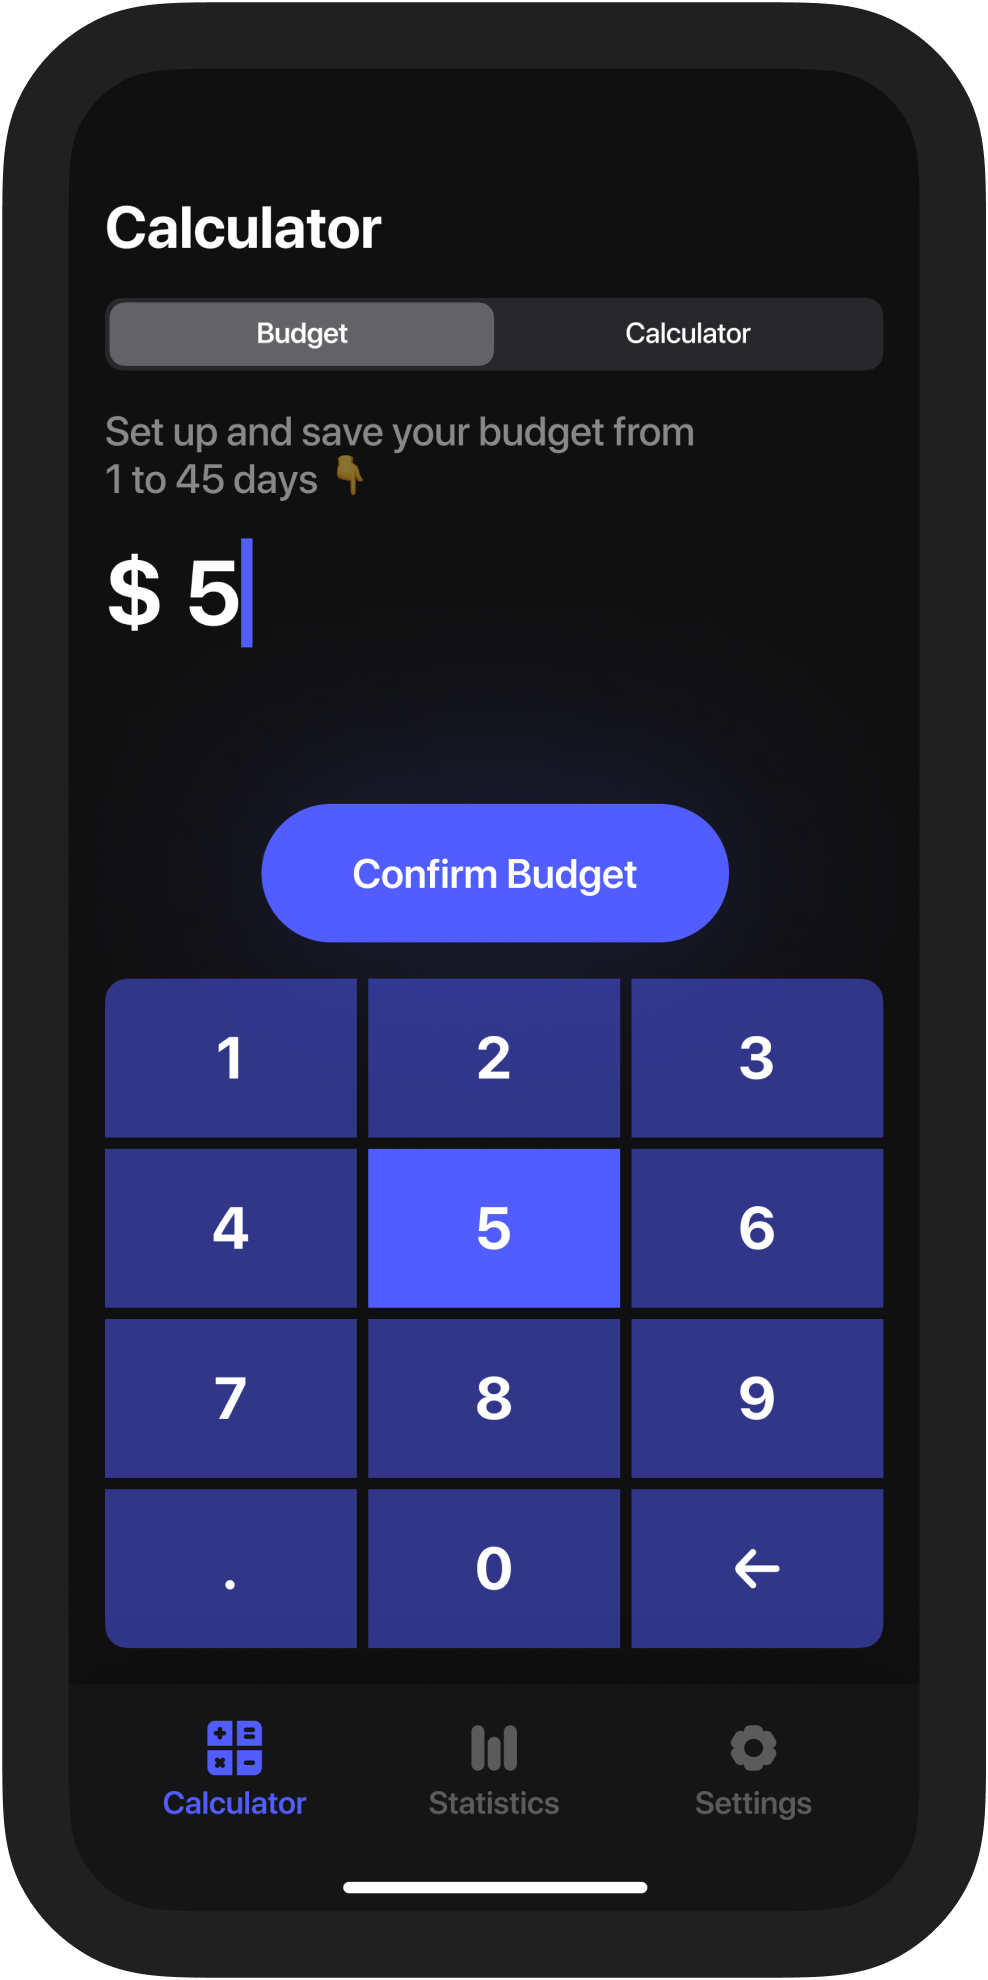 Calculator
Budget
Calculator
Set up and save your budget from
1 to 45 days 👇
$ 5
Confirm Budget
1 2 3
4 5 6
7 8 9
. 0 ←
Calculator
Statistics
Settings